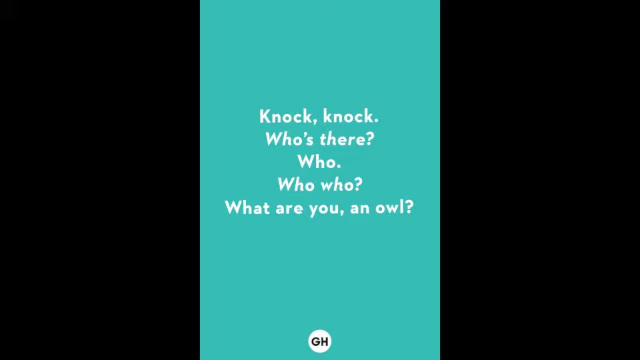 Knock, knock.
Who's there?
Who.
Who who?
What are you, an owl?
GH